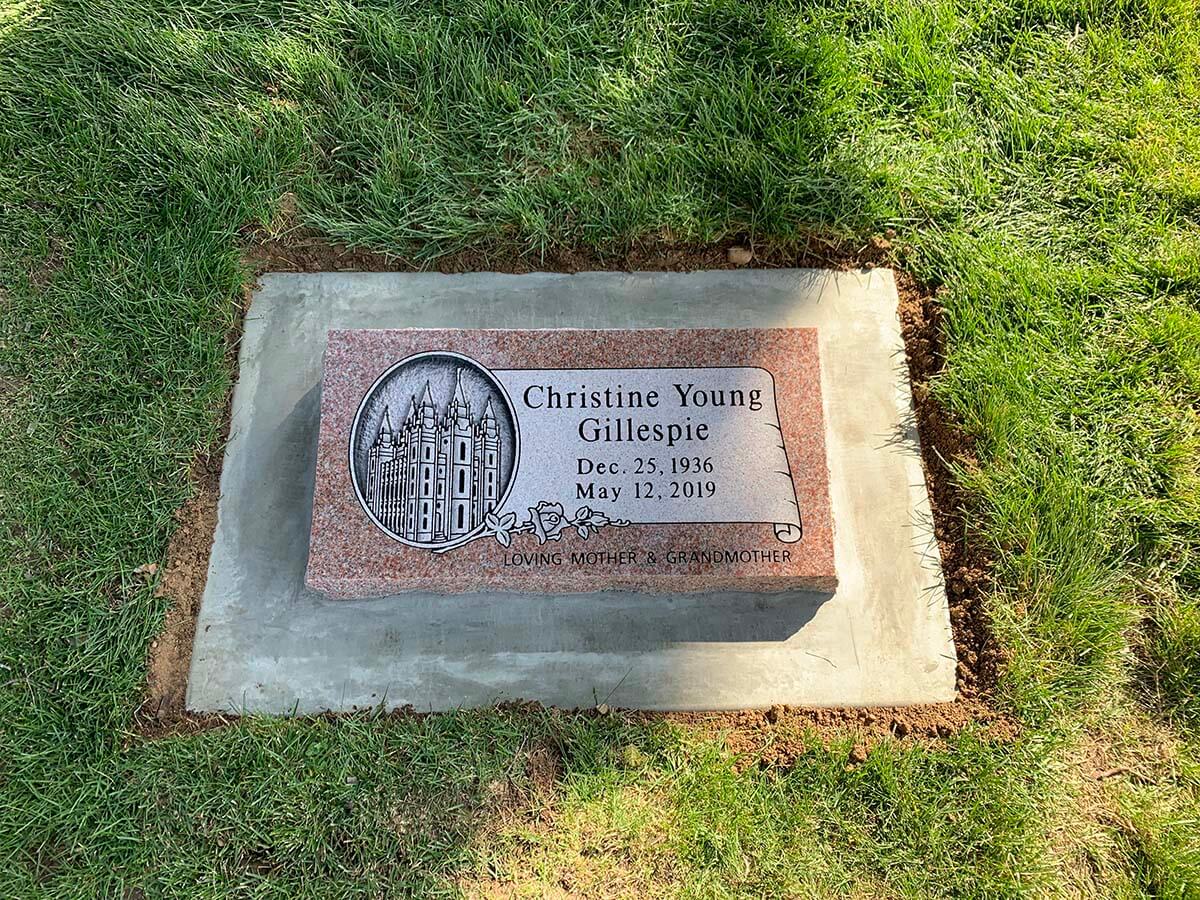 Christine Young
Gillespie
Dec. 25, 1936
May 12, 2019
LOVING MOTHER & GRANDMOTHER